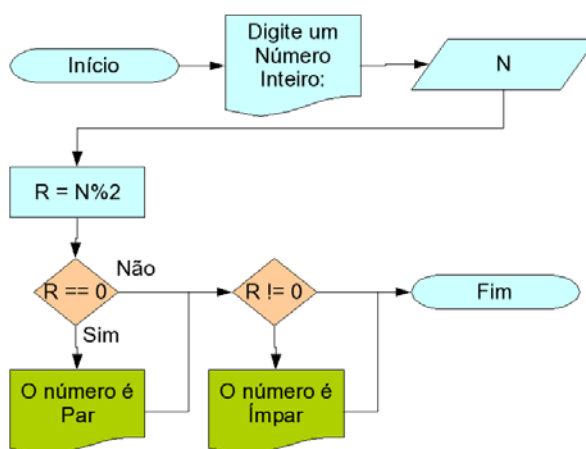 Início
Digite um
Número
Inteiro:
N
R = N%2
R == 0
Não
Sim
R != 0
Fim
O número é
Par
O número é
Ímpar